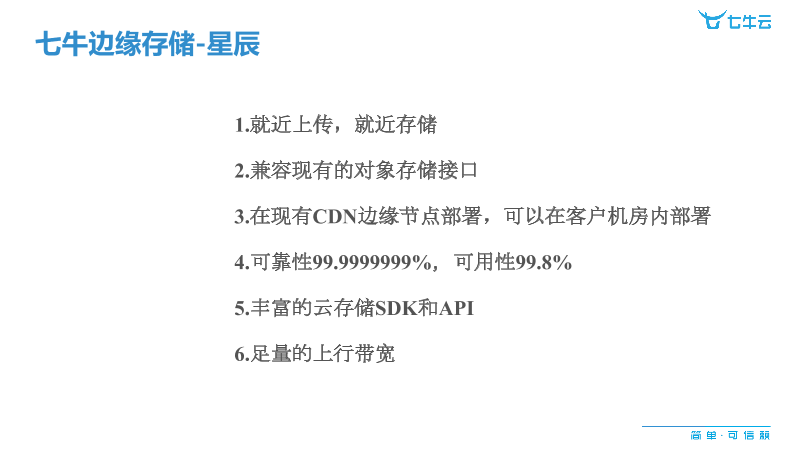 七牛云
七牛边缘存储-星辰
1.就近上传，就近存储
2.兼容现有的对象存储接口
3.在现有CDN边缘节点部署，可以在客户机房内部署
4.可靠性99.9999999%，可用性99.8%
5.丰富的云存储SDK和API
6.足量的上行带宽
简单·可信赖